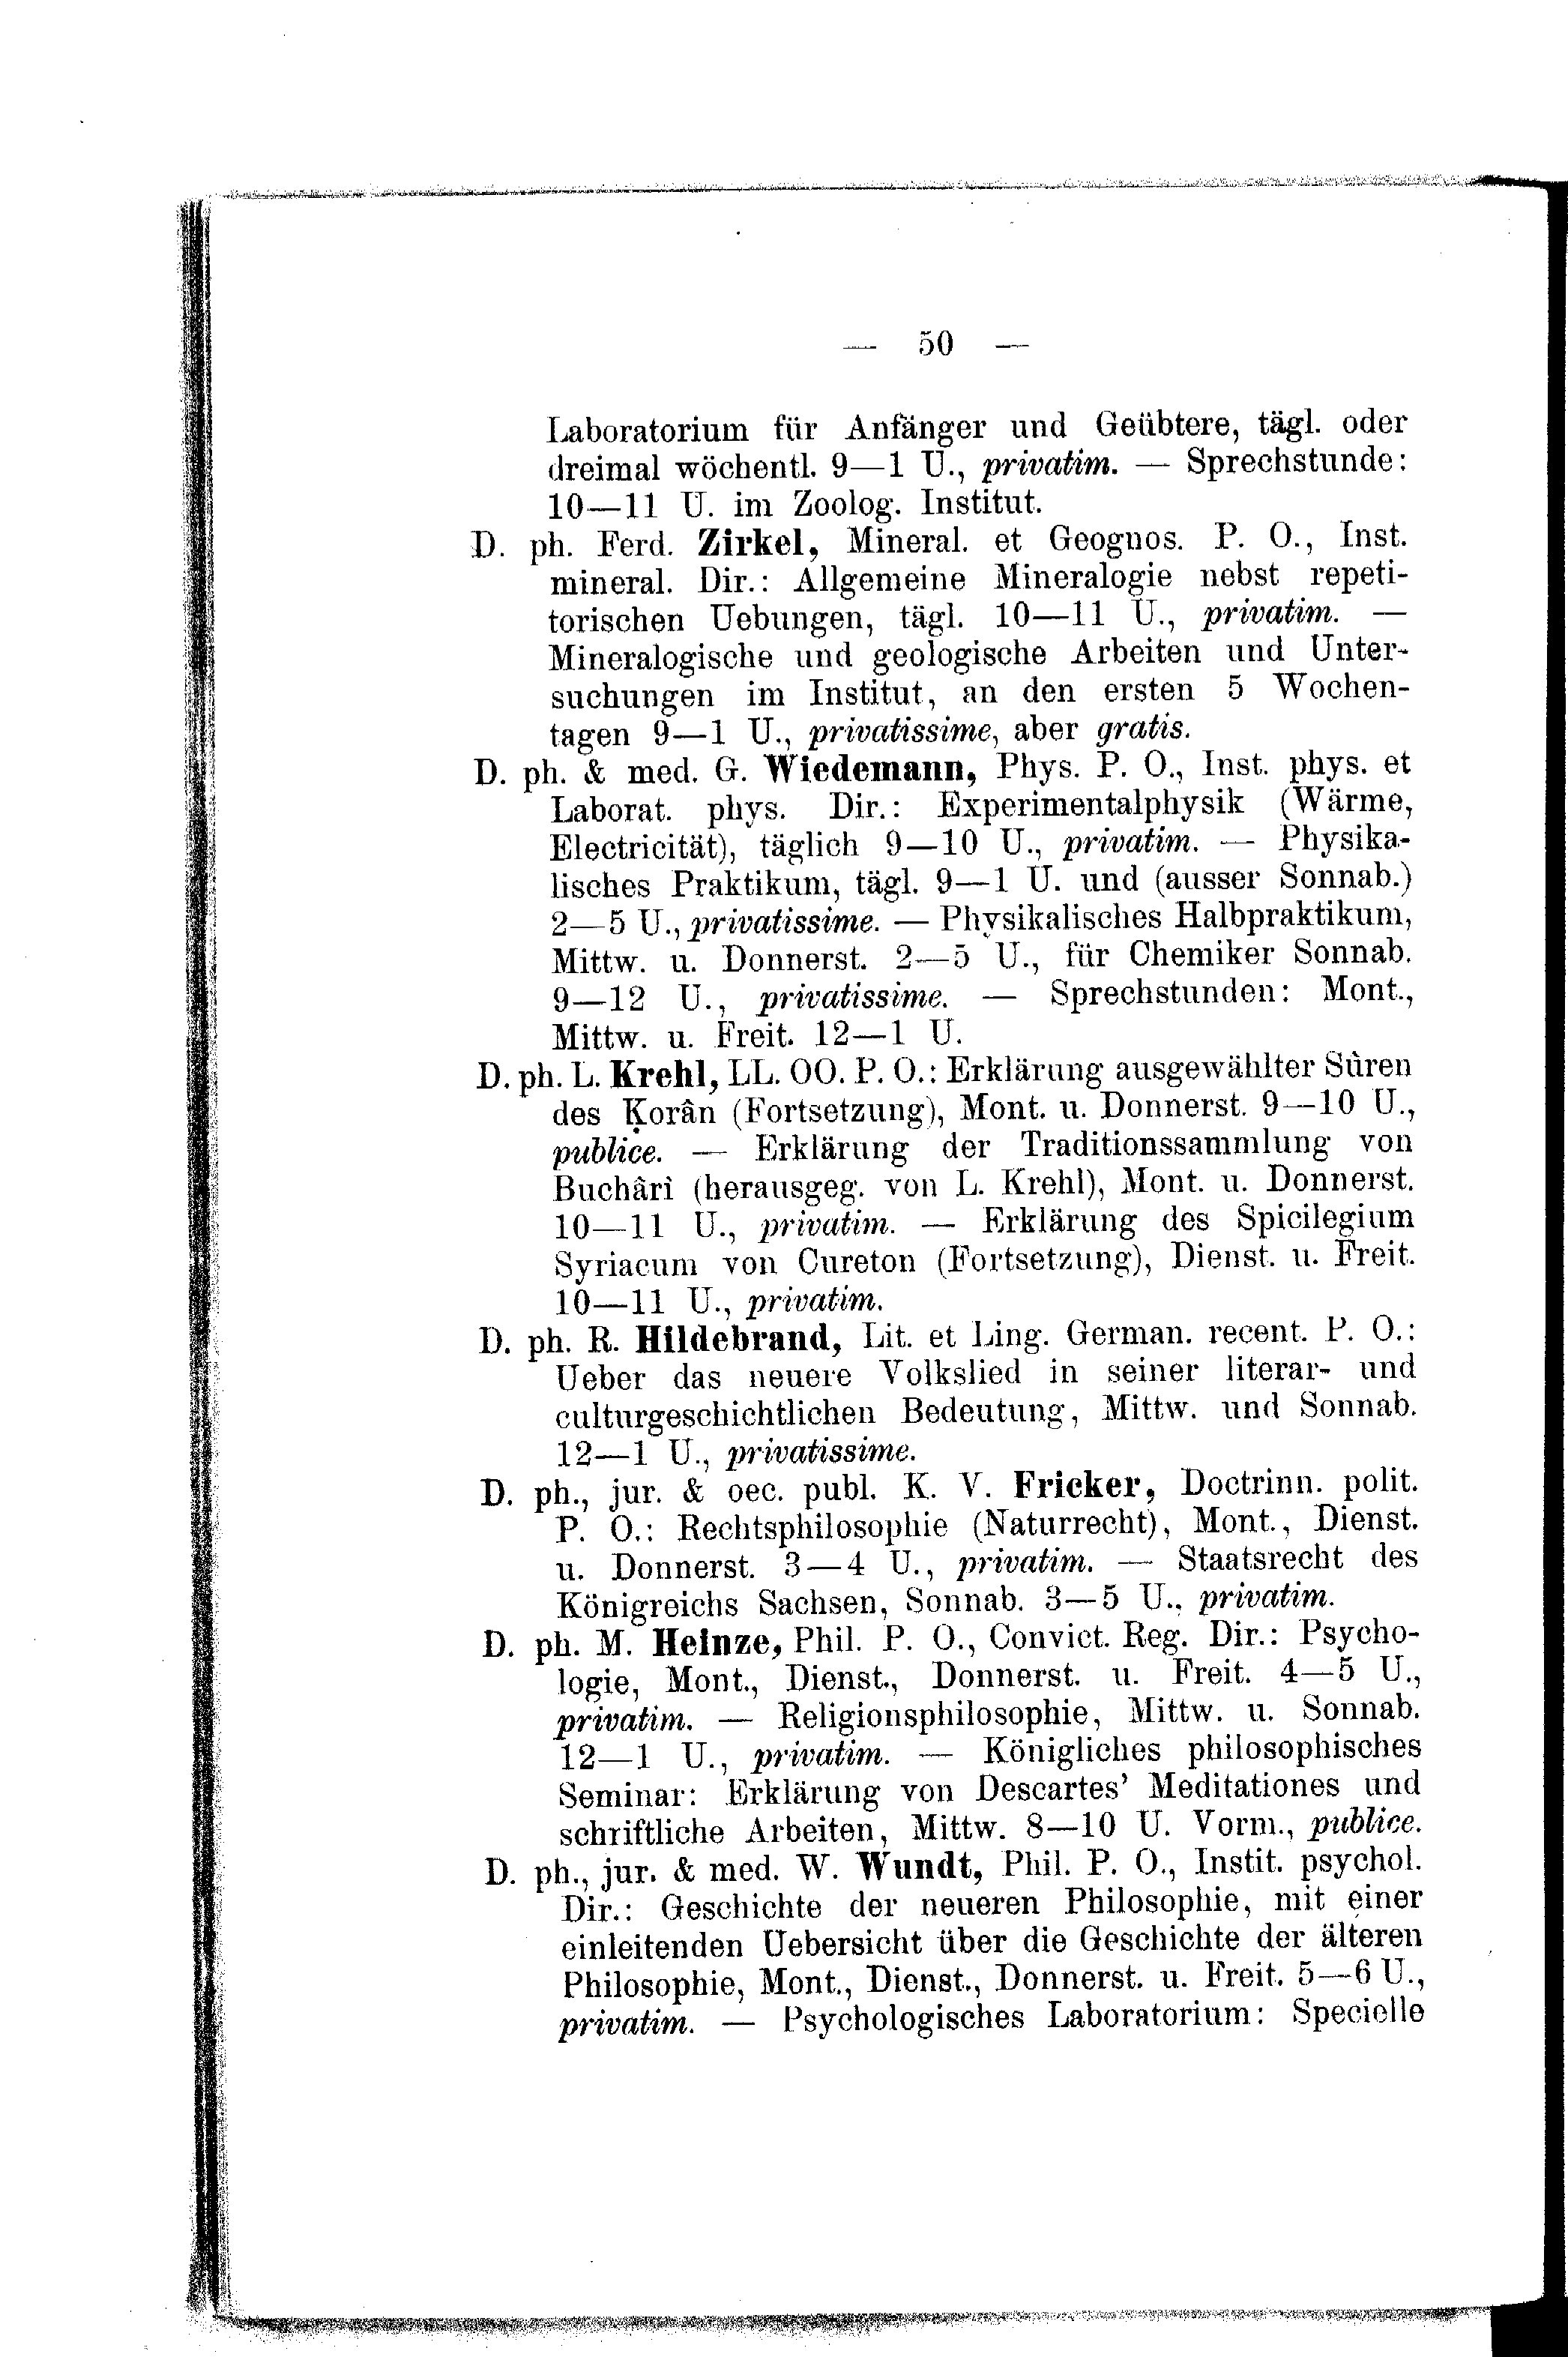 — 50 —
Laboratorium für Anfänger und Geübtere, tägl. oder
dreimal wöchentl. 9—1 U., privatim. — Sprechstunde:
10—11 U. im Zoolog. Institut.
D. ph. Ferd. Zirkel, Mineral. et Geognos. P. O., Inst.
mineral. Dir.: Allgemeine Mineralogie nebst repeti-
torischen Uebungen, tägl. 10—11 U., privatim. —
Mineralogische und geologische Arbeiten und Unter-
suchungen im Institut, an den ersten 5 Wochen-
tagen 9—1 U., privatissime, aber gratis.
D. ph. & med. G. Wiedemann, Phys. P. O., Inst. phys. et
Laborat. phys. Dir.: Experimentalphysik (Wärme,
Electricität), täglich 9—10 U., privatim. — Physika-
lisches Praktikum, tägl. 9—1 U. und (ausser Sonnab.)
2—5 U., privatissime. — Physikalisches Halbpraktikum,
Mittw. u. Donnerst. 2—5 U., für Chemiker Sonnab.
9—12 U., privatissime. — Sprechstunden: Mont.,
Mittw. u. Freit. 12—1 U.
D. ph. L. Krehl, LL. OO. P. O.: Erklärung ausgewählter Sûren
des Ḳorân (Fortsetzung), Mont. u. Donnerst. 9—10 U.,
publice. — Erklärung der Traditionssammlung von
Buchâri (herausgeg. von L. Krehl), Mont. u. Donnerst.
10—11 U., privatim. — Erklärung des Spicilegium
Syriacum von Cureton (Fortsetzung), Dienst. u. Freit.
10—11 U., privatim.
D. ph. R. Hildebrand, Lit. et Ling. German. recent. P. O.:
Ueber das neuere Volkslied in seiner literar- und
culturgeschichtlichen Bedeutung, Mittw. und Sonnab.
12—1 U., privatissime.
D. ph., jur. & oec. publ. K. V. Fricker, Doctrinn. polit.
P. O.: Rechtsphilosophie (Naturrecht), Mont., Dienst.
u. Donnerst. 3—4 U., privatim. — Staatsrecht des
Königreichs Sachsen, Sonnab. 3—5 U., privatim.
D. ph. M. Heinze, Phil. P. O., Convict. Reg. Dir.: Psycho-
logie, Mont., Dienst., Donnerst. u. Freit. 4—5 U.,
privatim. — Religionsphilosophie, Mittw. u. Sonnab.
12—1 U., privatim. — Königliches philosophisches
Seminar: Erklärung von Descartes' Meditationes und
schriftliche Arbeiten, Mittw. 8—10 U. Vorm., publice.
D. ph., jur. & med. W. Wundt, Phil. P. O., Instit. psychol.
Dir.: Geschichte der neueren Philosophie, mit einer
einleitenden Uebersicht über die Geschichte der älteren
Philosophie, Mont., Dienst., Donnerst. u. Freit. 5—6 U.,
privatim. — Psychologisches Laboratorium: Specielle